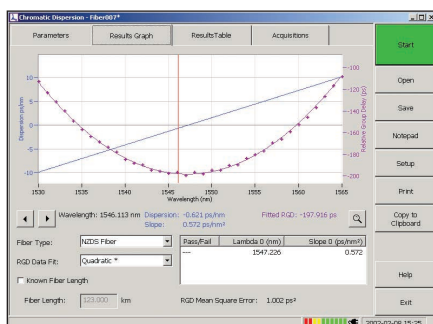 Chromatic Dispersion - Fiber007*
Parameters
Results Graph
ResultsTable
Acquisitions
Start
Open
Save
Notepad
Setup
Print
Copy to
Clipboard
Help
Exit
Dispersion ps/nm
10
5
0
-5
-10
Relative Group Delay (ps)
-100
-120
-140
-160
-180
-200
1530
1535
1540
1545
1550
1555
1560
1565
Wavelength (nm)
Wavelength: 1546.113 nm Dispersion: -0.621 ps/nm Fitted RGD: -197.916 ps
Slope: 0.572 ps/nm²
Fiber Type: NZDS Fiber
RGD Data Fit: Quadratic *
Known Fiber Length
Fiber Length: 123.000 km
Pass/Fail Lambda 0 (nm) Slope 0 (ps/nm²)
--- 1547.226 0.572
RGD Mean Square Error: 1.002 ps²